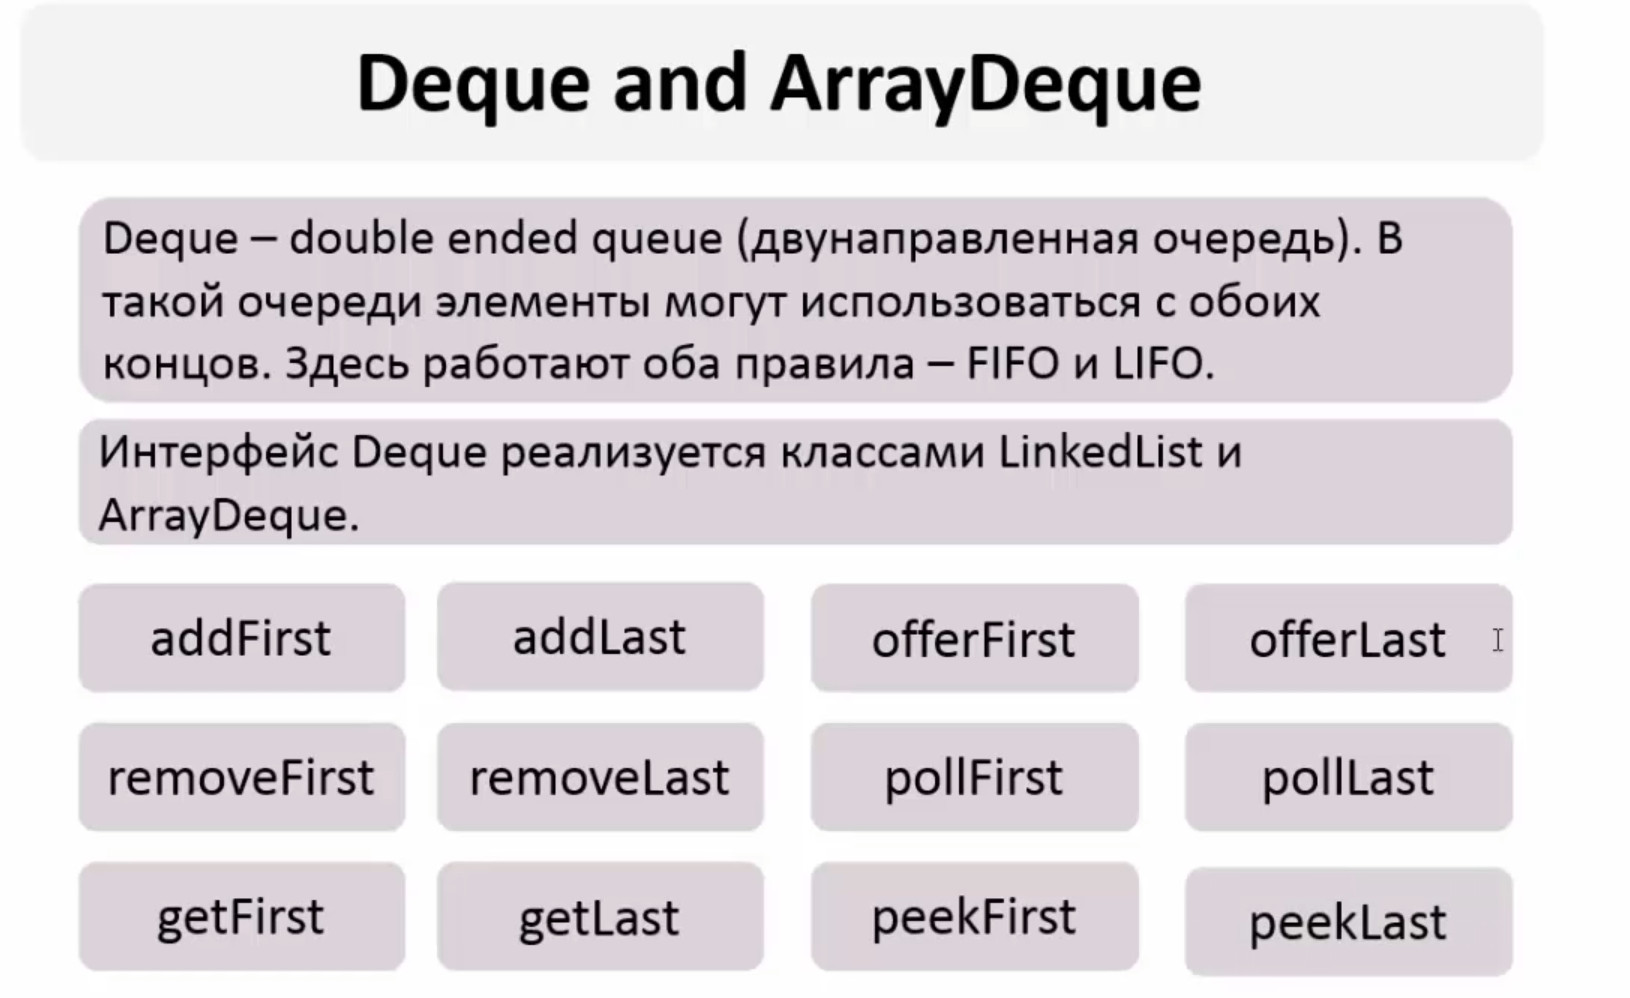 Deque and ArrayDeque
Deque – double ended queue (двунаправленная очередь). В
такой очереди элементы могут использоваться с обоих
концов. Здесь работают оба правила – FIFO и LIFO.
Интерфейс Deque реализуется классами LinkedList и
ArrayDeque.
addFirst addLast offerFirst offerLast
removeFirst removeLast pollFirst pollLast
getFirst getLast peekFirst peekLast